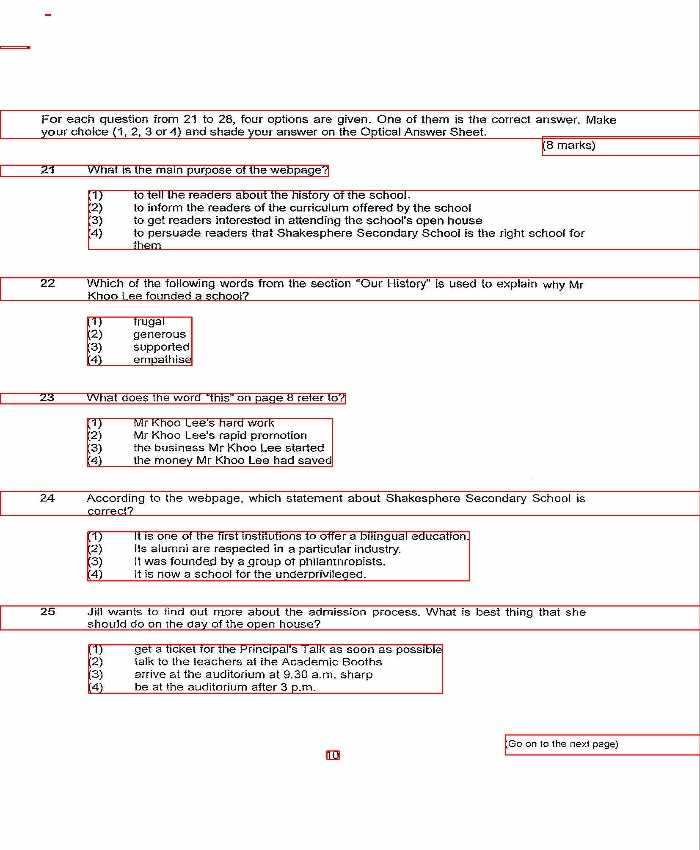 For each question from 21 to 28, four options are given. One of them is the correct answer. Make
your choice (1, 2, 3 or 4) and shade your answer on the Optical Answer Sheet.
(8 marks)
21 What is the main purpose of the webpage?
(1) to tell the readers about the history of the school.
(2) to inform the readers of the curriculum offered by the school
(3) to get readers interested in attending the school's open house
(4) to persuade readers that Shakesphere Secondary School is the right school for
them
22 Which of the following words from the section "Our History" is used to explain why Mr
Khoo Lee founded a school?
(1) frugal
(2) generous
(3) supported
(4) empathise
23 What does the word "this" on page 8 refer to?
(1) Mr Khoo Lee's hard work
(2) Mr Khoo Lee's rapid promotion
(3) the business Mr Khoo Lee started
(4) the money Mr Khoo Lee had saved
24 According to the webpage, which statement about Shakesphere Secondary School is
correct?
(1) It is one of the first institutions to offer a bilingual education.
(2) Its alumni are respected in a particular industry.
(3) It was founded by a group of philanthropists.
(4) It is now a school for the underprivileged.
25 Jill wants to find out more about the admission process. What is best thing that she
should do on the day of the open house?
(1) get a ticket for the Principal's Talk as soon as possible
(2) talk to the teachers at the Academic Booths
(3) arrive at the auditorium at 9.30 a.m. sharp
(4) be at the auditorium after 3 p.m.
(Go on to the next page)
10